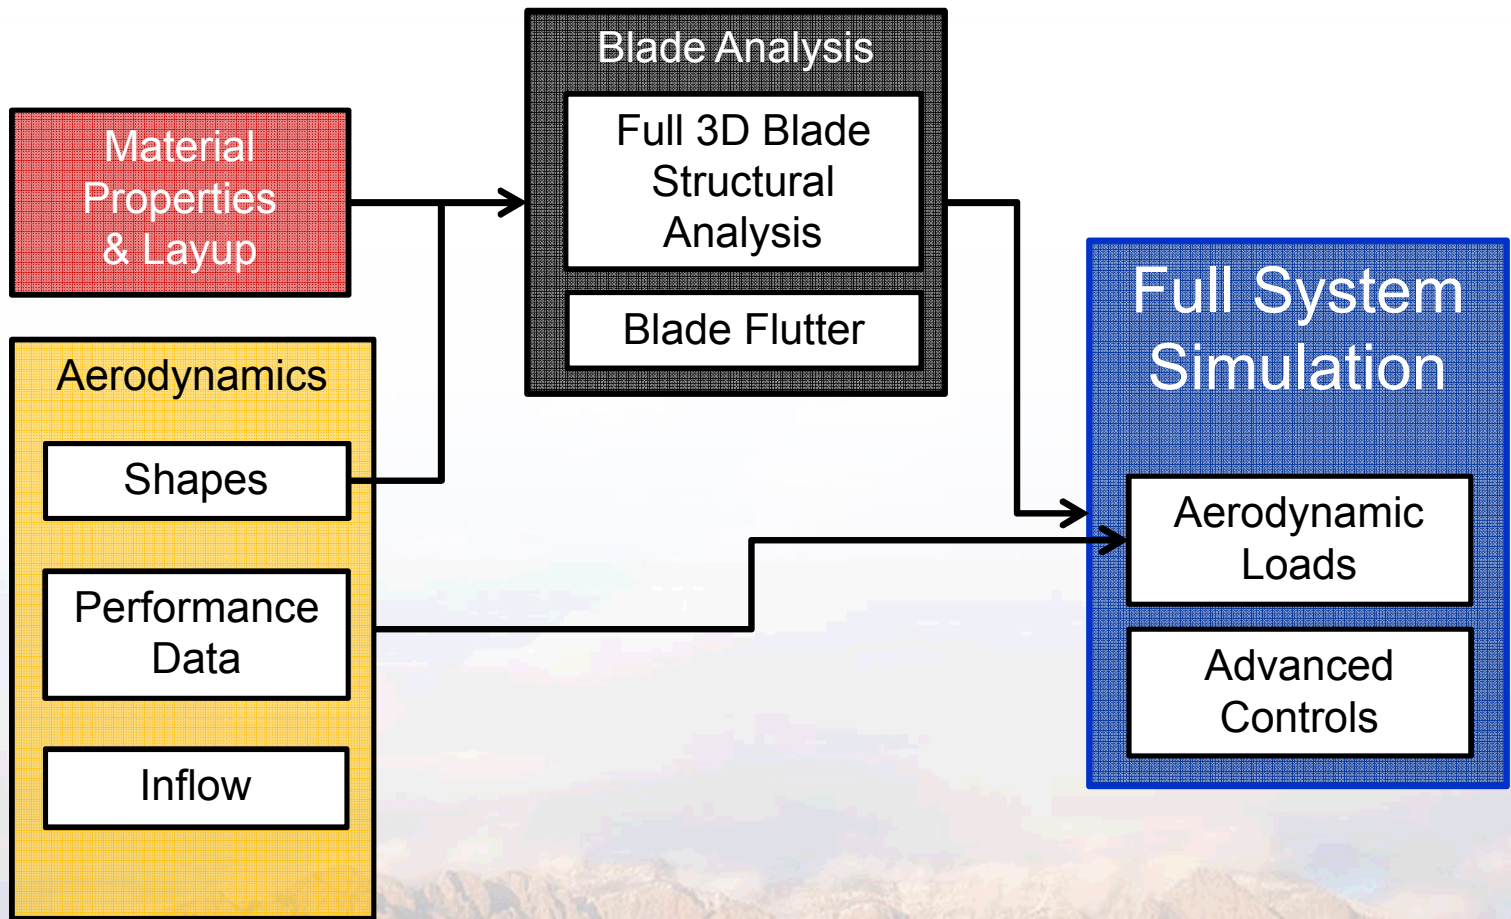 Material
Properties
& Layup
Aerodynamics
Shapes
Performance
Data
Inflow
Blade Analysis
Full 3D Blade
Structural
Analysis
Blade Flutter
Full System
Simulation
Aerodynamic
Loads
Advanced
Controls